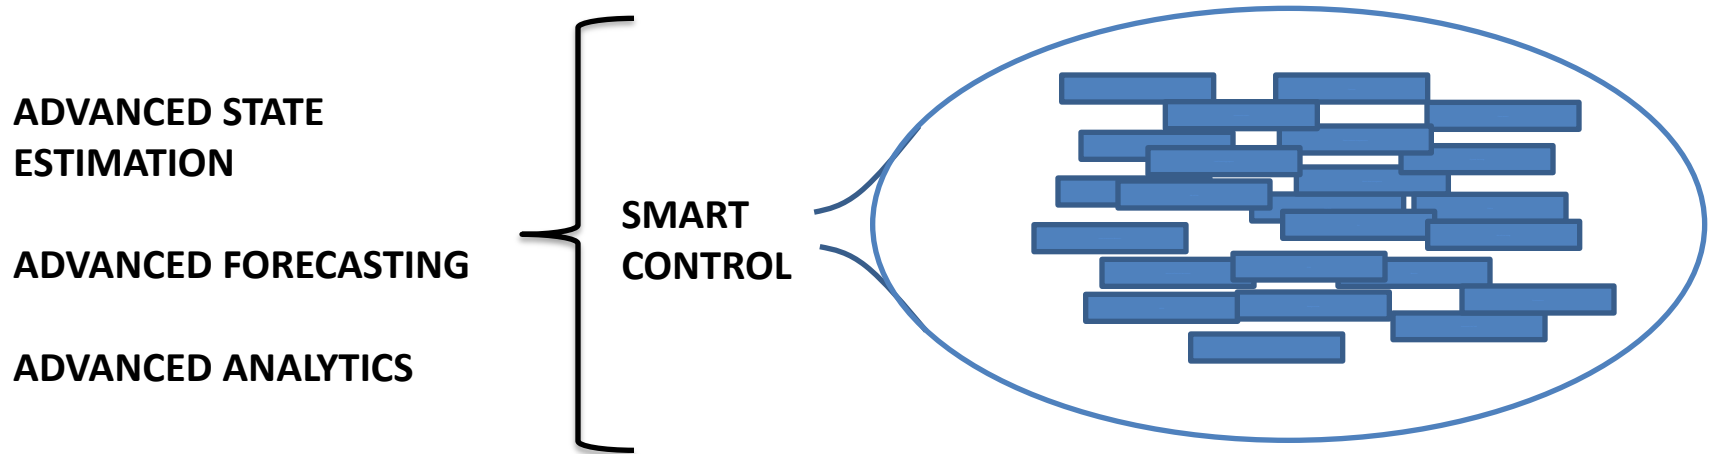 ADVANCED STATE
ESTIMATION
ADVANCED FORECASTING
ADVANCED ANALYTICS
SMART
CONTROL